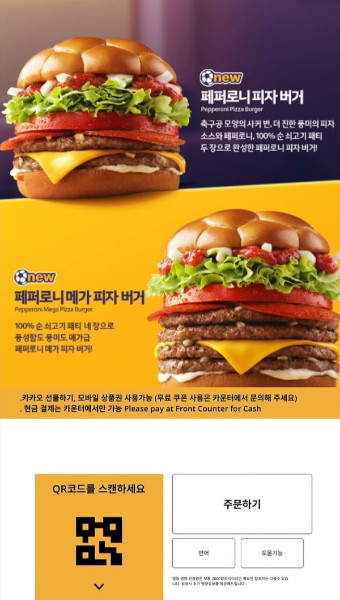 new
페퍼로니 피자 버거
Pepperoni Pizza Burger
축구공 모양의 사커 번, 더 진한 풍미의 피자
소스와 페퍼로니, 100% 순 쇠고기 패티
두 장으로 완성한 페퍼로니 피자 버거!
new
페퍼로니 메가 피자 버거
Pepperoni Mega Pizza Burger
100% 순 쇠고기 패티 네 장으로
풍성함도 풍미도 메가급
페퍼로니 메가 피자 버거!
.카카오 선물하기, 모바일 상품권 사용가능 (무료 쿠폰 사용은 카운터에서 문의해 주세요)
. 현금 결제는 카운터에서만 가능 Please pay at Front Counter for Cash
QR코드를 스캔하세요
주문하기
언어
도움기능